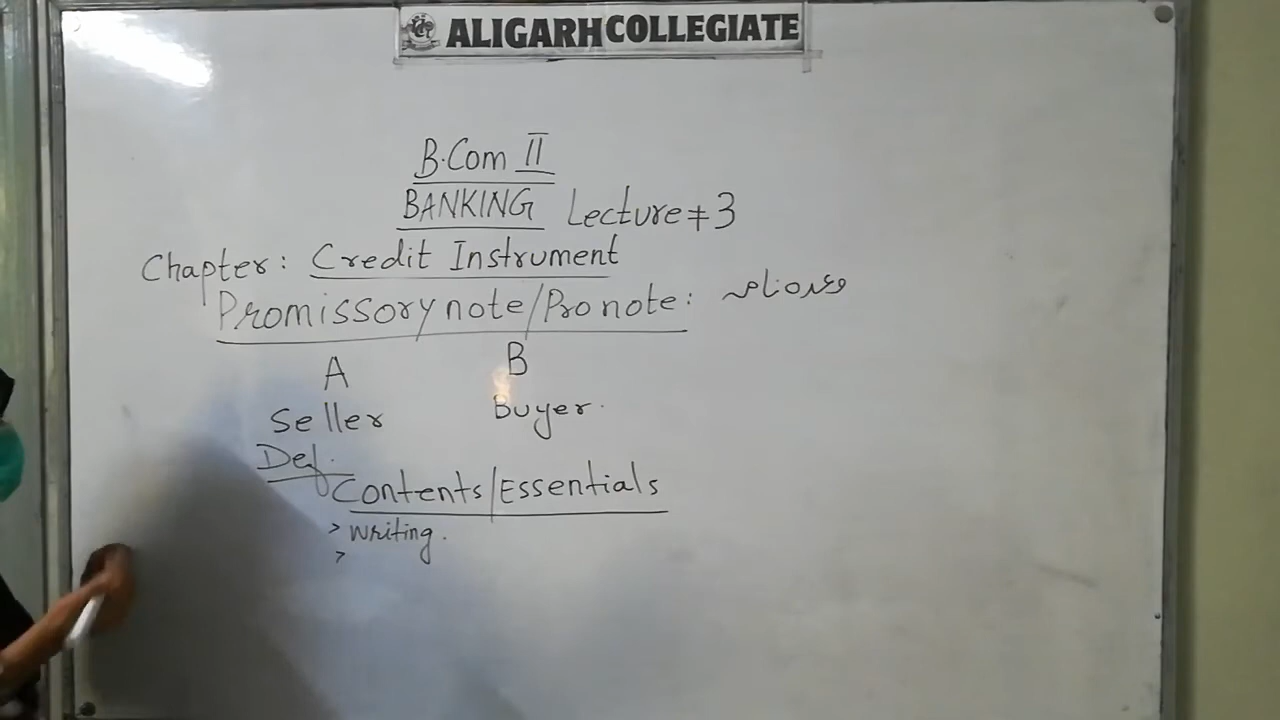 ALIGARH COLLEGIATE
B.Com II
BANKING Lecture # 3
Chapter: Credit Instrument
Promissory note/Pro note: وعدہ نامہ
A B
Seller Buyer.
Def.
Contents/Essentials
> Writing.
>